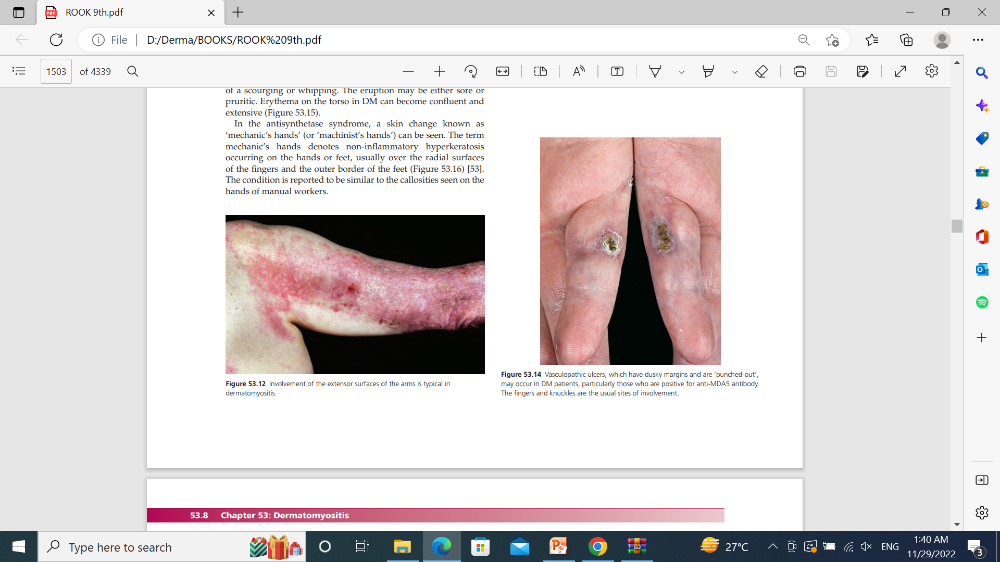 ROOK 9th.pdf
File
D:/Derma/BOOKS/ROOK%209th.pdf
1503 of 4339
of a scourging or whipping. The eruption may be either sore or
pruritic. Erythema on the torso in DM can become confluent and
extensive (Figure 53.15).
In the antisynthetase syndrome, a skin change known as
‘mechanic’s hands’ (or ‘machinist’s hands’) can be seen. The term
mechanic’s hands denotes non-inflammatory hyperkeratosis
occurring on the hands or feet, usually over the radial surfaces
of the fingers and the outer border of the feet (Figure 53.16) [53].
The condition is reported to be similar to the callosities seen on the
hands of manual workers.
Figure 53.12 Involvement of the extensor surfaces of the arms is typical in
dermatomyositis.
Figure 53.14 Vasculopathic ulcers, which have dusky margins and are ‘punched-out’,
may occur in DM patients, particularly those who are positive for anti-MDA5 antibody.
The fingers and knuckles are the usual sites of involvement.
53.8 Chapter 53: Dermatomyositis
Type here to search
27°C
ENG
1:40 AM
11/29/2022
3